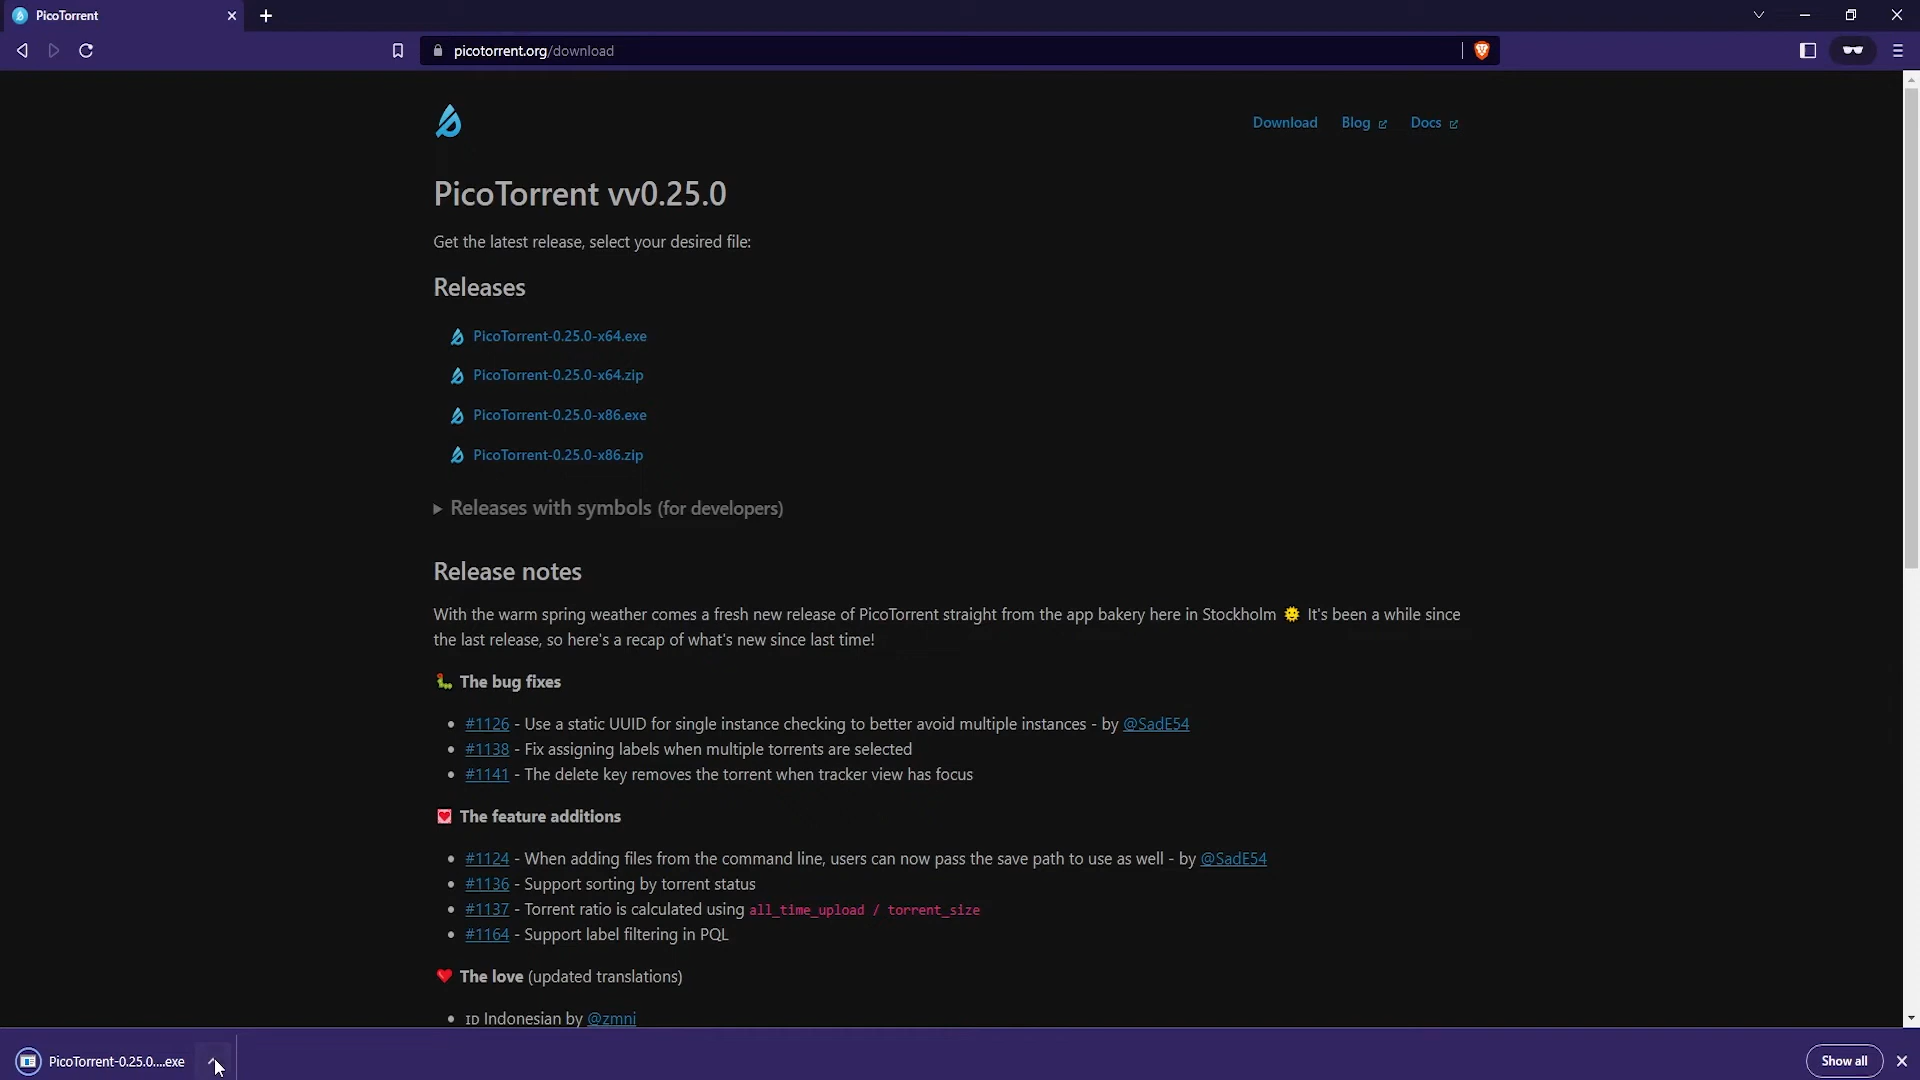 PicoTorrent
picotorrent.org/download
Download Blog Docs
PicoTorrent vv0.25.0
Get the latest release, select your desired file:
Releases
PicoTorrent-0.25.0-x64.exe
PicoTorrent-0.25.0-x64.zip
PicoTorrent-0.25.0-x86.exe
PicoTorrent-0.25.0-x86.zip
Releases with symbols (for developers)
Release notes
With the warm spring weather comes a fresh new release of PicoTorrent straight from the app bakery here in Stockholm 🌞 It's been a while since
the last release, so here's a recap of what's new since last time!
🐛 The bug fixes
• #1126 - Use a static UUID for single instance checking to better avoid multiple instances - by @SadE54
• #1138 - Fix assigning labels when multiple torrents are selected
• #1141 - The delete key removes the torrent when tracker view has focus
💌 The feature additions
• #1124 - When adding files from the command line, users can now pass the save path to use as well - by @SadE54
• #1136 - Support sorting by torrent status
• #1137 - Torrent ratio is calculated using all_time_upload / torrent_size
• #1164 - Support label filtering in PQL
❤️ The love (updated translations)
• ID Indonesian by @zmni
PicoTorrent-0.25.0....exe
Show all